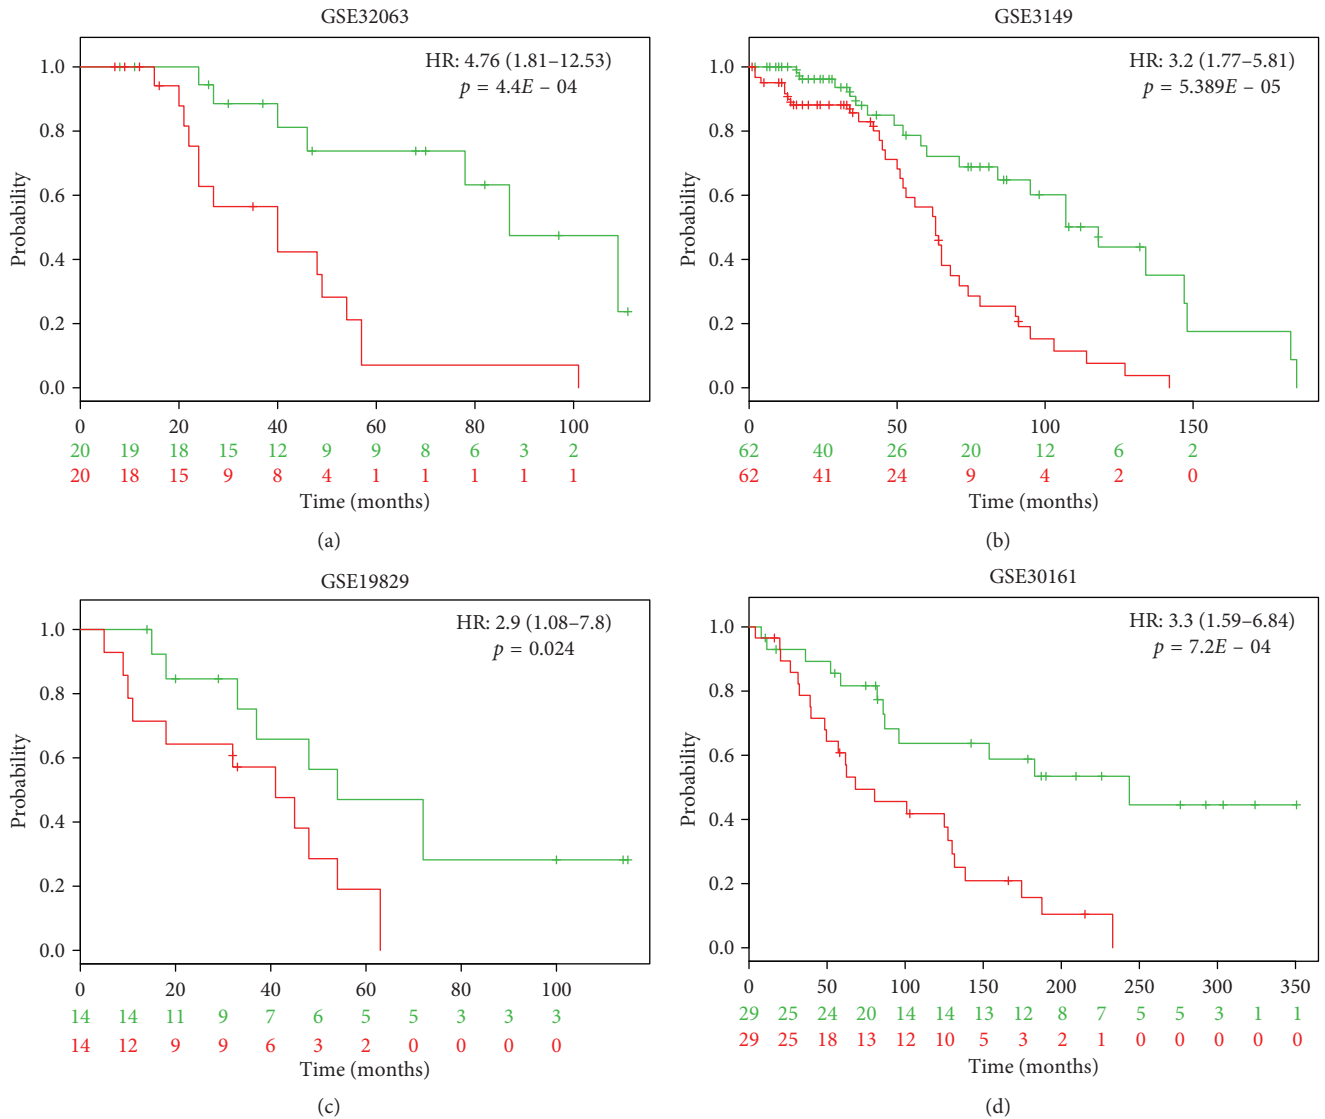 GSE32063
HR: 4.76 (1.81–12.53)
p = 4.4E – 04
Probability
1.0
0.8
0.6
0.4
0.2
0.0
0 20 40 60 80 100
20 19 18 15 12 9 9 8 6 3 2
20 18 15 9 8 4 1 1 1 1 1
Time (months)
(a)
GSE3149
HR: 3.2 (1.77–5.81)
p = 5.389E – 05
Probability
1.0
0.8
0.6
0.4
0.2
0.0
0 50 100 150
62 40 26 20 12 6 2
62 41 24 9 4 2 0
Time (months)
(b)
GSE19829
HR: 2.9 (1.08–7.8)
p = 0.024
Probability
1.0
0.8
0.6
0.4
0.2
0.0
0 20 40 60 80 100
14 14 11 9 7 6 5 5 3 3 3
14 12 9 9 6 3 2 0 0 0 0
Time (months)
(c)
GSE30161
HR: 3.3 (1.59–6.84)
p = 7.2E – 04
Probability
1.0
0.8
0.6
0.4
0.2
0.0
0 50 100 150 200 250 300 350
29 25 24 20 14 14 13 12 8 7 5 5 3 1 1
29 25 18 13 12 10 5 3 2 1 0 0 0 0 0
Time (months)
(d)